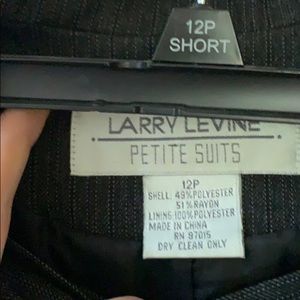 12P
SHORT
LARRY LEVINE
PETITE SUITS
12P
SHELL: 49% POLYESTER
51% RAYON
LINING: 100% POLYESTER
MADE IN CHINA
RN 97015
DRY CLEAN ONLY